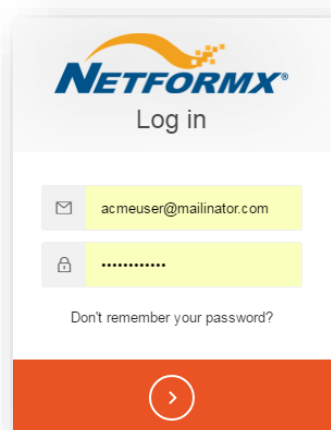 NETFORMX®
Log in
acmeuser@mailinator.com
••••••••••••
Don't remember your password?